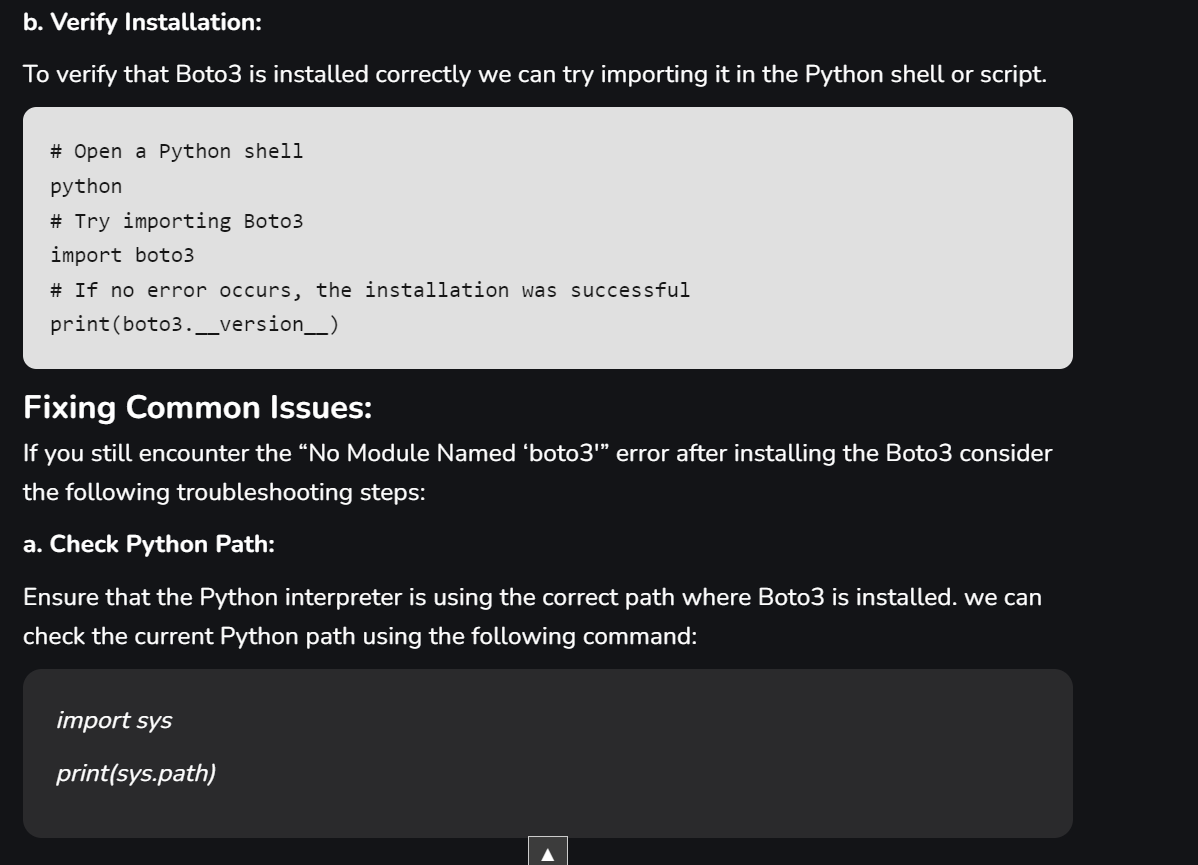 b. Verify Installation:
To verify that Boto3 is installed correctly we can try importing it in the Python shell or script.
# Open a Python shell
python
# Try importing Boto3
import boto3
# If no error occurs, the installation was successful
print(boto3.__version__)
Fixing Common Issues:
If you still encounter the “No Module Named ‘boto3'” error after installing the Boto3 consider
the following troubleshooting steps:
a. Check Python Path:
Ensure that the Python interpreter is using the correct path where Boto3 is installed. we can
check the current Python path using the following command:
import sys
print(sys.path)